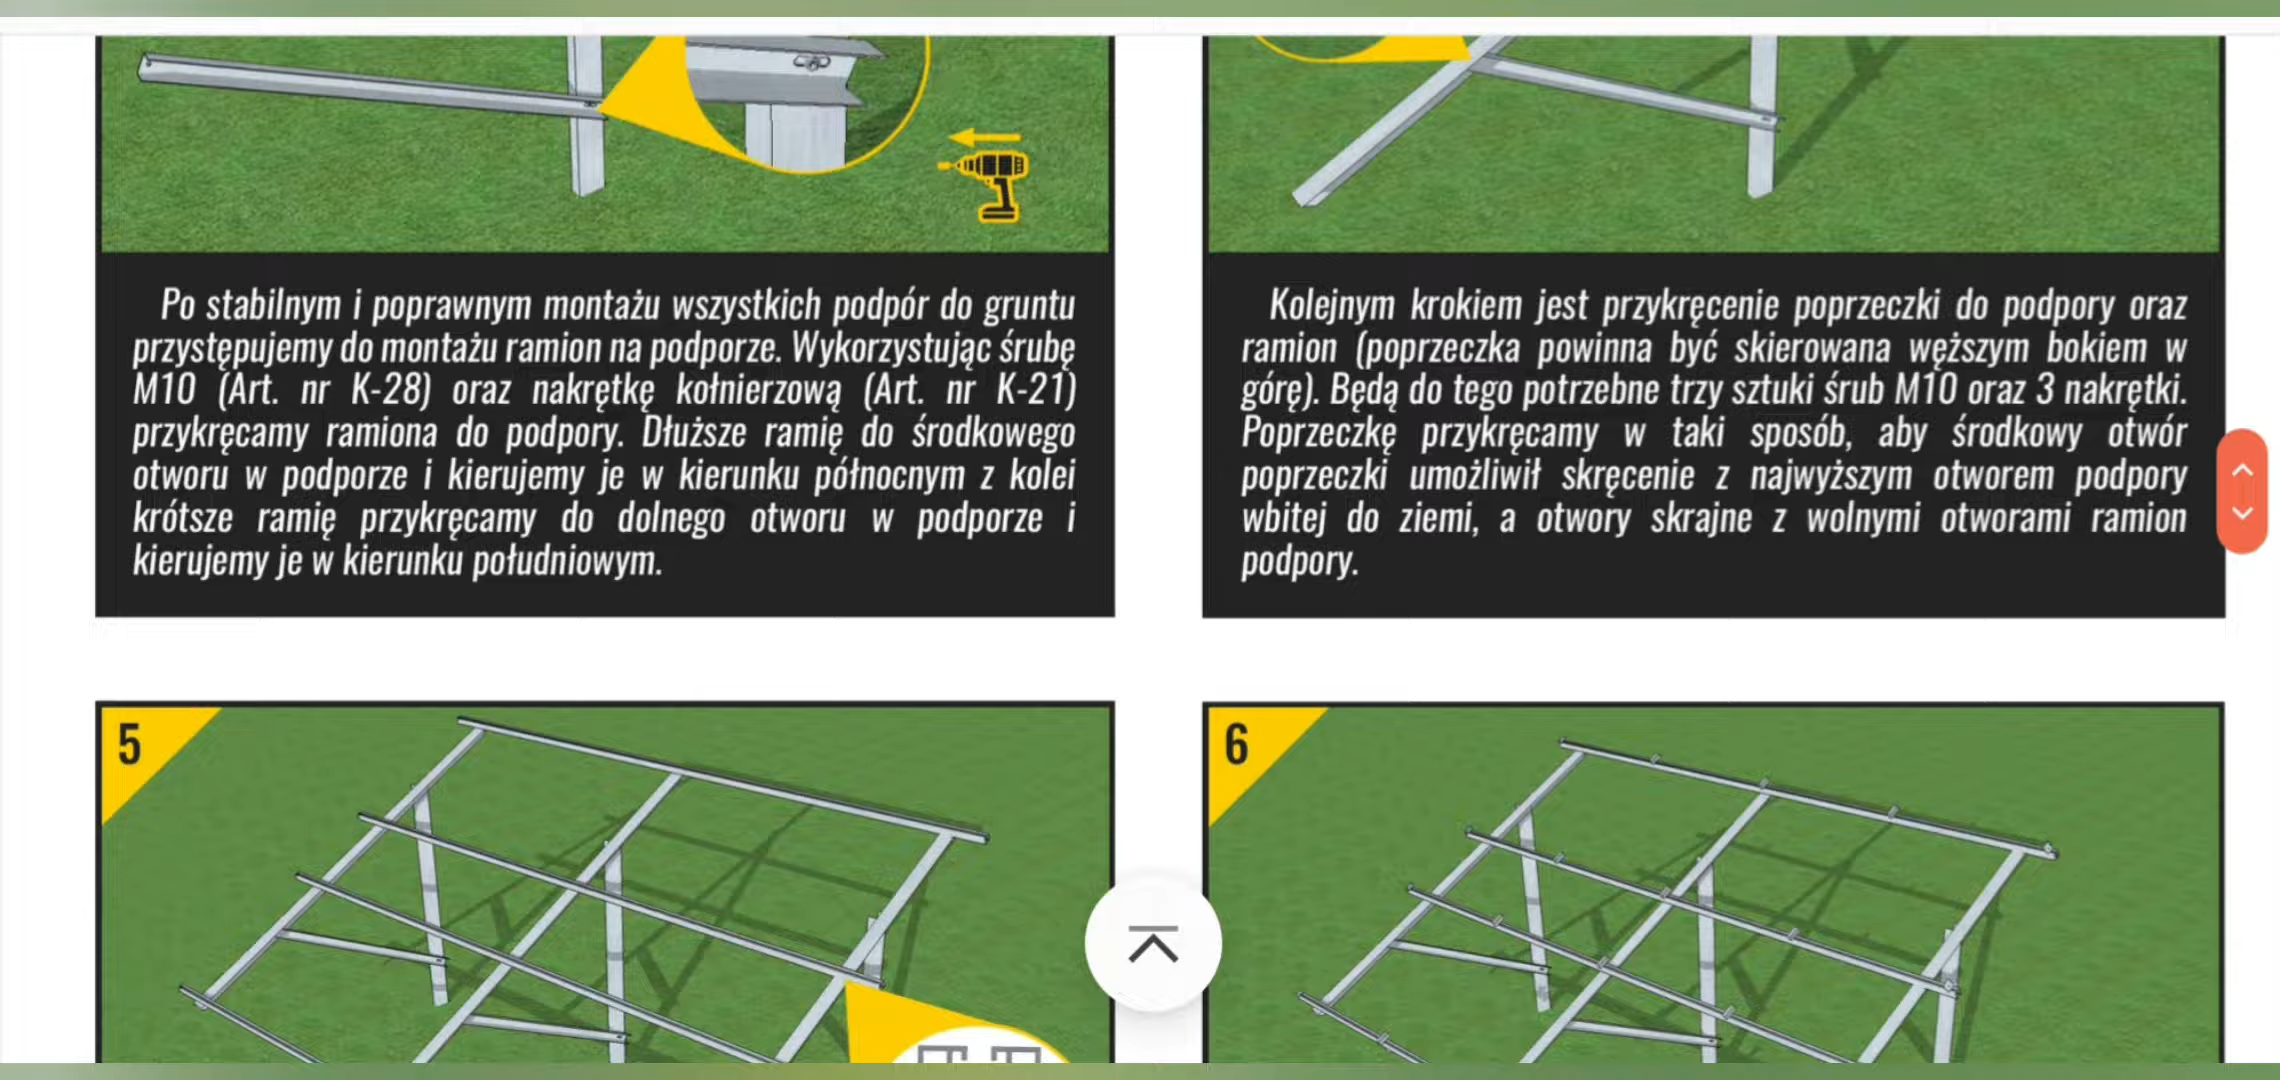 Po stabilnym i poprawnym montażu wszystkich podpór do gruntu
przystępujemy do montażu ramion na podporze. Wykorzystując śrubę
M10 (Art. nr K-28) oraz nakrętkę kołnierzową (Art. nr K-21)
przykręcamy ramiona do podpory. Dłuższe ramię do środkowego
otworu w podporze i kierujemy je w kierunku północnym z kolei
krótsze ramię przykręcamy do dolnego otworu w podporze i
kierujemy je w kierunku południowym.
Kolejnym krokiem jest przykręcenie poprzeczki do podpory oraz
ramion (poprzeczka powinna być skierowana węższym bokiem w
górę). Będą do tego potrzebne trzy sztuki śrub M10 oraz 3 nakrętki.
Poprzeczkę przykręcamy w taki sposób, aby środkowy otwór
poprzeczki umożliwił skręcenie z najwyższym otworem podpory
wbitej do ziemi, a otwory skrajne z wolnymi otworami ramion
podpory.
5
6